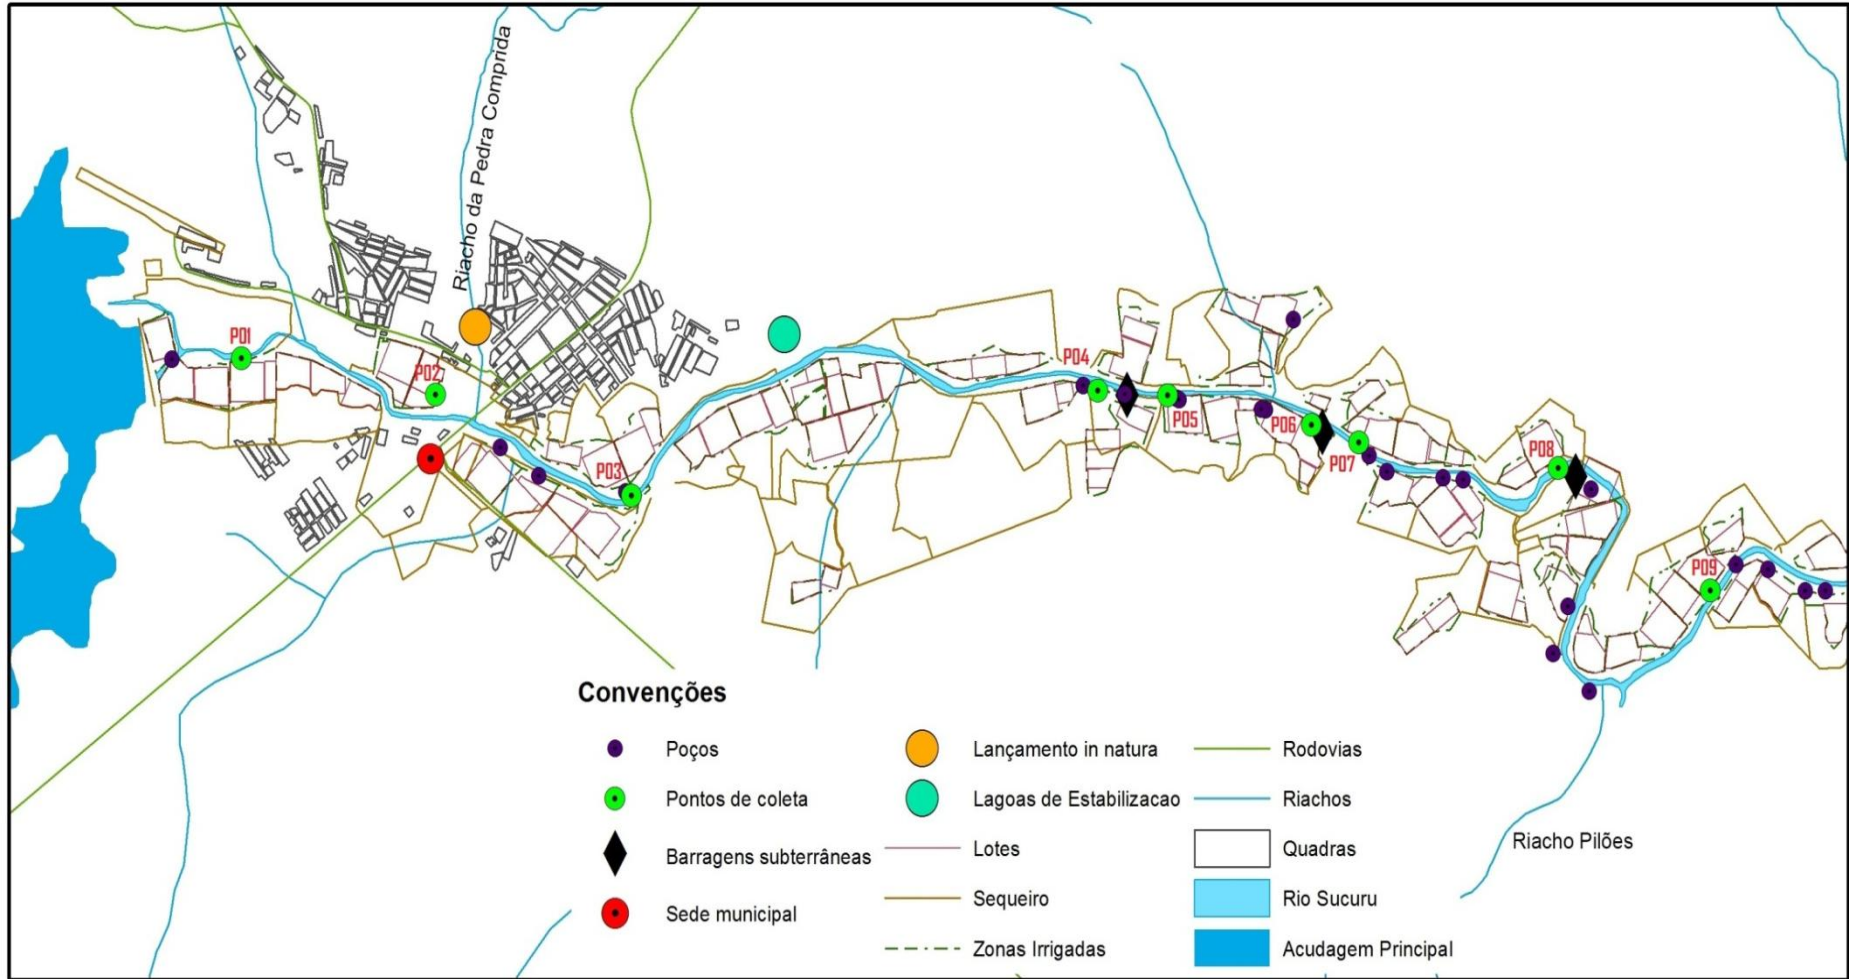 Riacho da Pedra Comprida
P01
P02
P03
P04
P05
P06
P07
P08
P09
Convenções
Poços
Pontos de coleta
Barragens subterrâneas
Sede municipal
Lançamento in natura
Lagoas de Estabilizacao
Lotes
Sequeiro
Zonas Irrigadas
Rodovias
Riachos
Quadras
Rio Sucuru
Acudagem Principal
Riacho Pilões